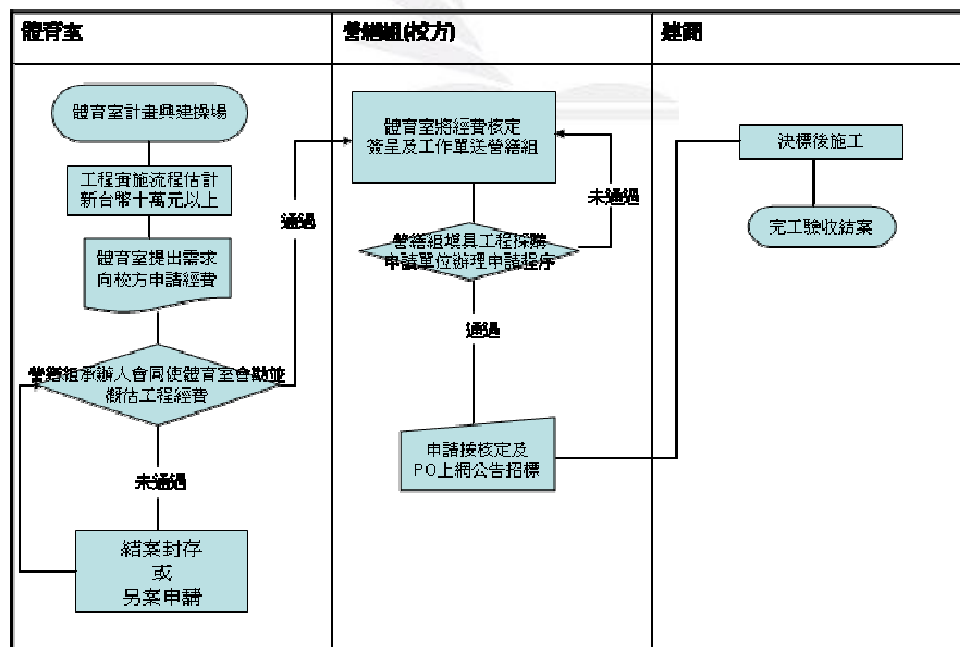 體育室
營繕組(校方)
建商
體育室計畫興建操場
工程實施流程估計
新台幣十萬元以上
體育室提出需求
向校方申請經費
營繕組承辦人會同使體育室會勘並
概估工程經費
通過
未通過
結案封存
或
另案申請
體育室將經費核定
簽呈及工作單送營繕組
未通過
營繕組填具工程採購
申請單位辦理申請程序
通過
申請按核定及
PO上網公告招標
決標後施工
完工驗收結案